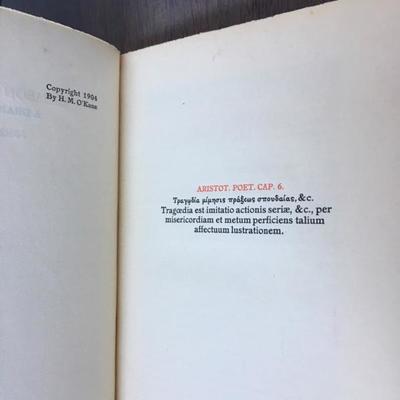 Copyright 1904
By H. M. O'Kane
ARISTOT. POET. CAP. 6.
Τραγῳδία μίμησις πράξεως σπουδαίας, &c.
Tragœdia est imitatio actionis seriæ, &c., per
misericordiam et metum perficiens talium
affectuum lustrationem.